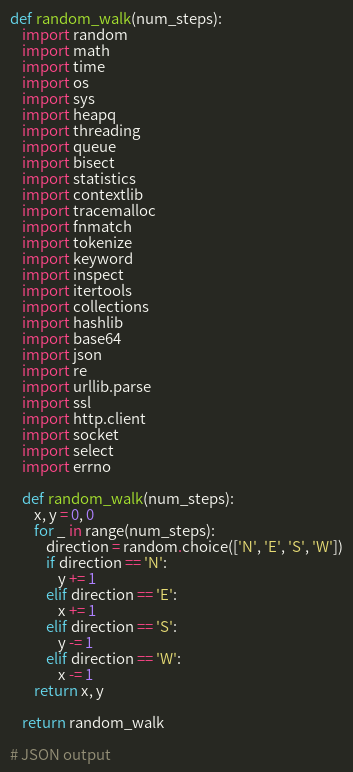 def random_walk(num_steps):
    import random
    import math
    import time
    import os
    import sys
    import heapq
    import threading
    import queue
    import bisect
    import statistics
    import contextlib
    import tracemalloc
    import fnmatch
    import tokenize
    import keyword
    import inspect
    import itertools
    import collections
    import hashlib
    import base64
    import json
    import re
    import urllib.parse
    import ssl
    import http.client
    import socket
    import select
    import errno

    def random_walk(num_steps):
        x, y = 0, 0
        for _ in range(num_steps):
            direction = random.choice(['N', 'E', 'S', 'W'])
            if direction == 'N':
                y += 1
            elif direction == 'E':
                x += 1
            elif direction == 'S':
                y -= 1
            elif direction == 'W':
                x -= 1
        return x, y

    return random_walk

# JSON output